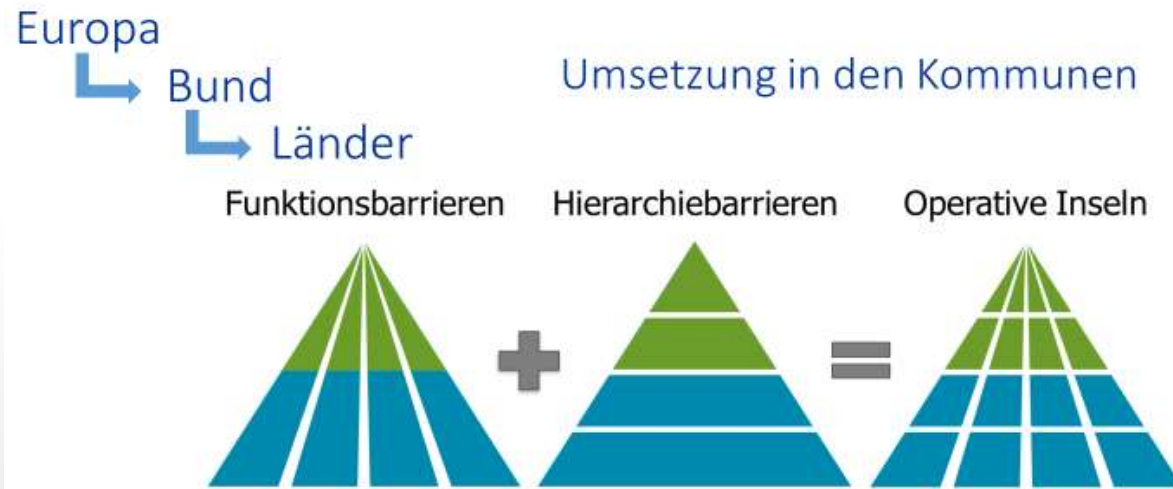 Europa
Bund
Länder
Umsetzung in den Kommunen
Funktionsbarrieren
Hierarchiebarrieren
Operative Inseln